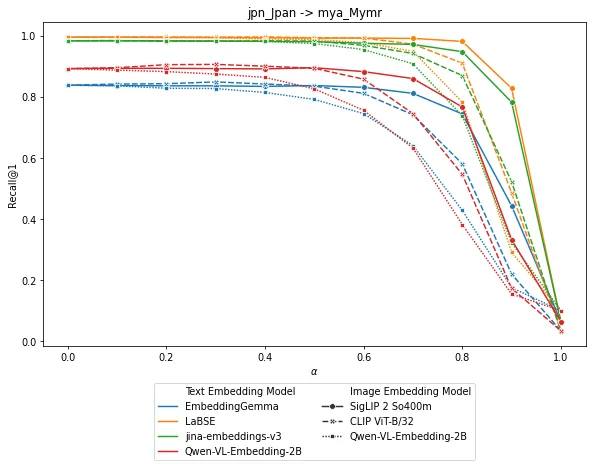 jpn_Jpan -> mya_Mymr
Recall@1
1.0
0.8
0.6
0.4
0.2
0.0
0.0 0.2 0.4 0.6 0.8 1.0
α
Text Embedding Model
EmbeddingGemma
LaBSE
jina-embeddings-v3
Qwen-VL-Embedding-2B
Image Embedding Model
SigLIP 2 So400m
CLIP ViT-B/32
Qwen-VL-Embedding-2B